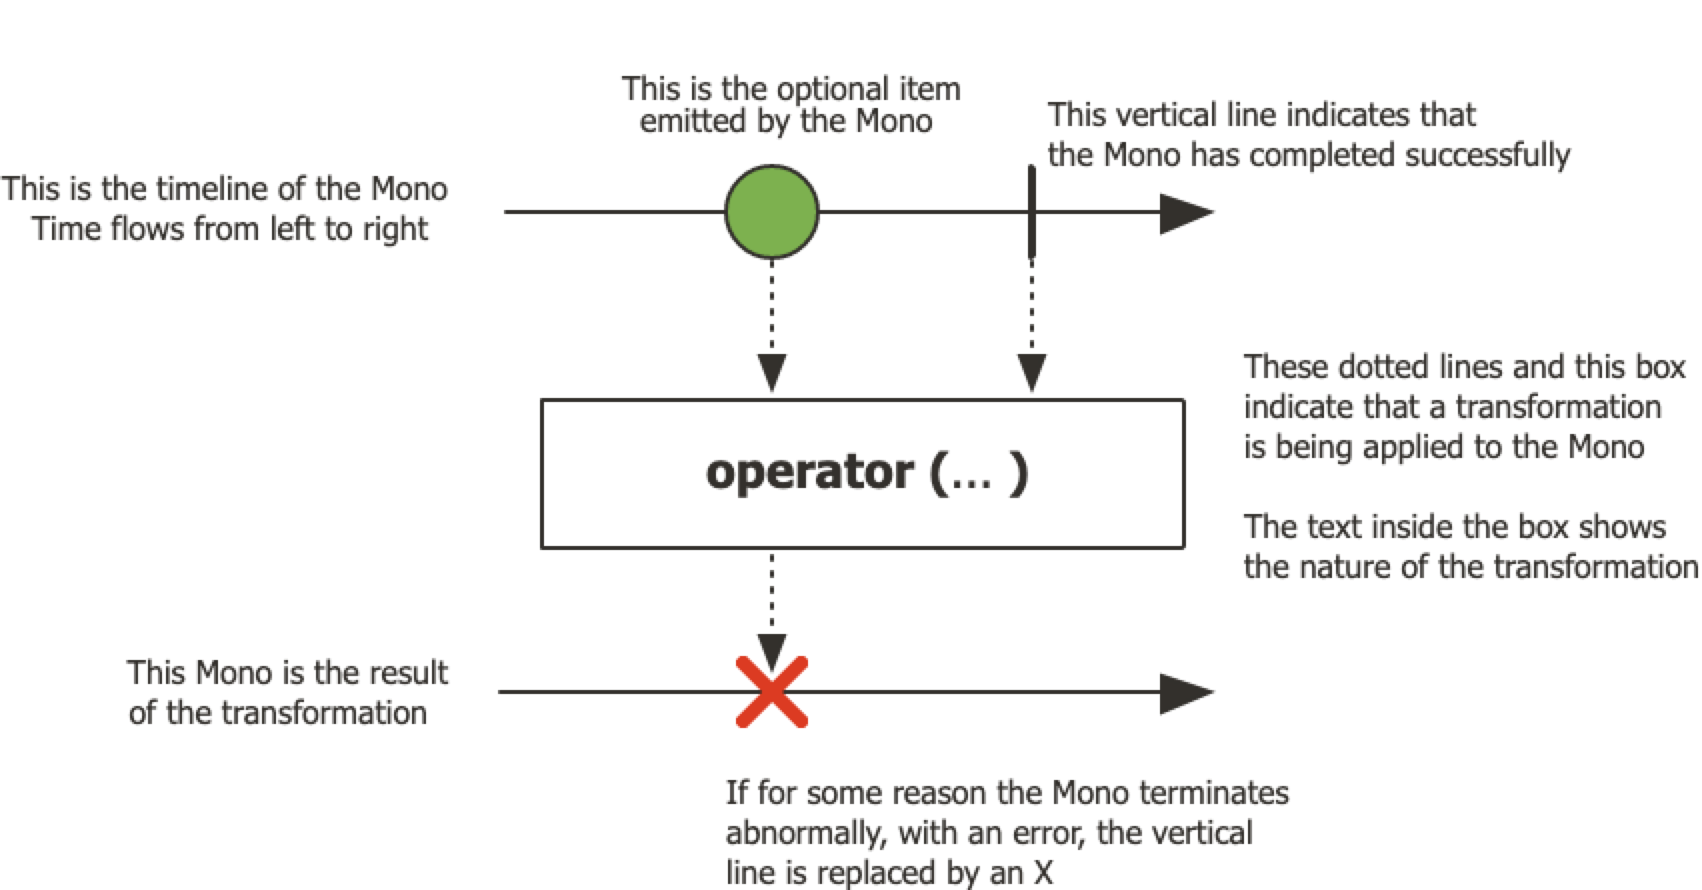 This is the optional item
emitted by the Mono
This vertical line indicates that
the Mono has completed successfully
This is the timeline of the Mono
Time flows from left to right
These dotted lines and this box
indicate that a transformation
is being applied to the Mono
operator (... )
The text inside the box shows
the nature of the transformation
This Mono is the result
of the transformation
If for some reason the Mono terminates
abnormally, with an error, the vertical
line is replaced by an X